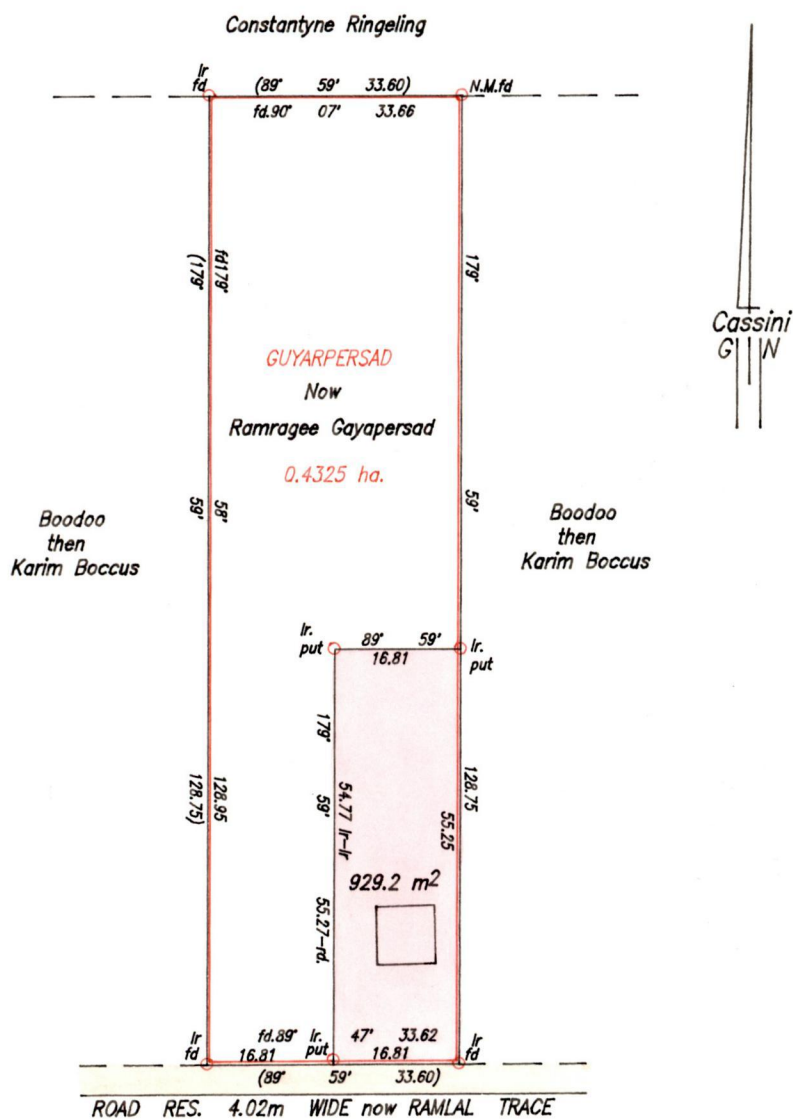 Constantyne Ringeling
Ir
fd
(89° 59' 33.60)
N.M.fd
fd.90° 07' 33.66
(179° 59' 128.75)
fd179° 58' 128.95
179° 59' 128.75
Cassini
G N
GUYARPERSAD
Now
Ramragee Gayapersad
0.4325 ha.
Boodoo
then
Karim Boccus
Boodoo
then
Karim Boccus
Ir.
put
89° 59'
16.81
Ir.
put
179° 59' 55.27-rd.
54.77 Ir-Ir
55.25
929.2 m²
Ir
fd
fd.89° 47' 33.62
16.81
Ir.
put
16.81
Ir
fd
(89° 59' 33.60)
ROAD RES. 4.02m WIDE now RAMLAL TRACE